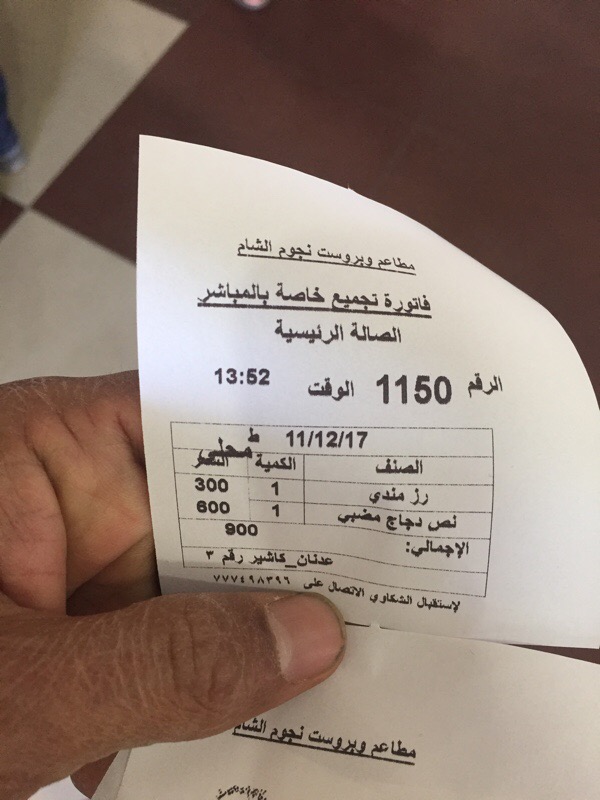 مطاعم وبروست نجوم الشام
فاتورة تجميع خاصة بالمباشر
الصالة الرئيسية
الرقم 1150 الوقت 13:52
11/12/17 ط
محلي
الصنف الكمية السعر
رز مندي 1 300
نص دجاج مضبي 1 600
الإجمالي: 900
عدنان_كاشير رقم ٣
لإستقبال الشكاوي الاتصال على ٧٧٧٤٩٨٣٩٦
مطاعم وبروست نجوم الشام